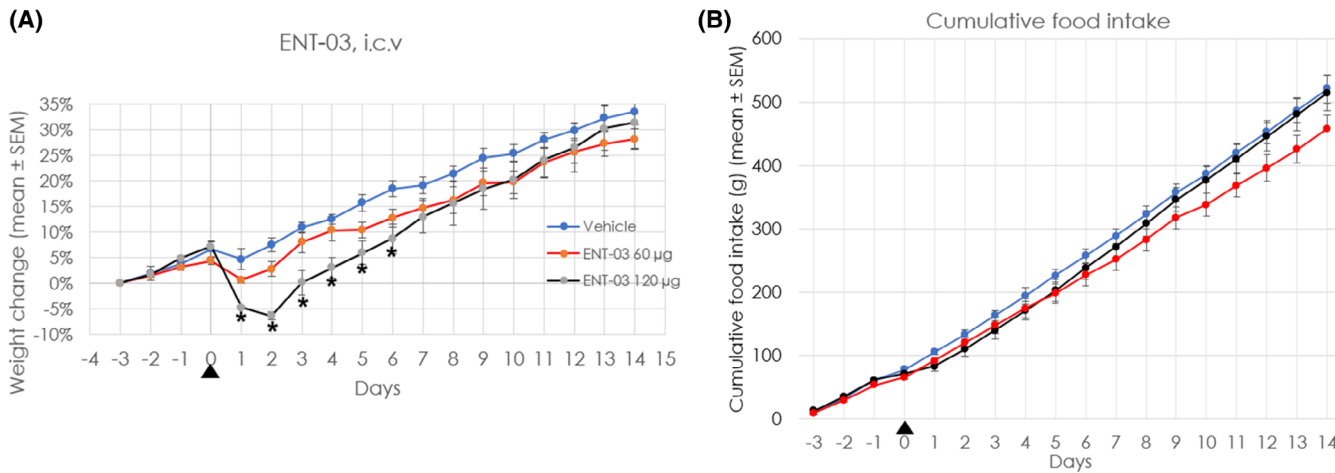 (A)
ENT-03, i.c.v
Weight change (mean ± SEM)
35%
30%
25%
20%
15%
10%
5%
0%
-5%
-10%
Vehicle
ENT-03 60 µg
ENT-03 120 µg
* * * * * *
-4 -3 -2 -1 0 1 2 3 4 5 6 7 8 9 10 11 12 13 14 15
Days
(B)
Cumulative food intake
Cumulative food intake (g) (mean ± SEM)
600
500
400
300
200
100
0
-3 -2 -1 0 1 2 3 4 5 6 7 8 9 10 11 12 13 14
Days